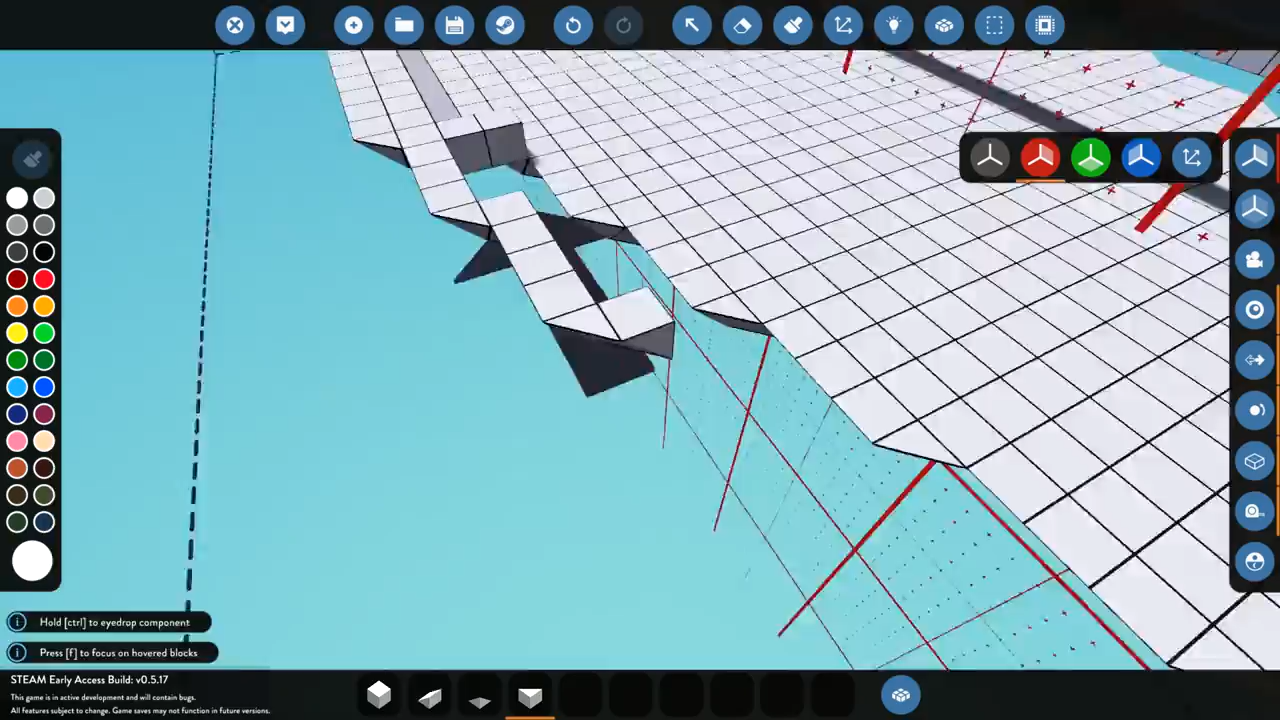 Hold [ctrl] to eyedrop component
Press [f] to focus on hovered blocks
STEAM Early Access Build: v0.5.17
This game is in active development and will contain bugs.
All features subject to change. Game saves may not function in future versions.